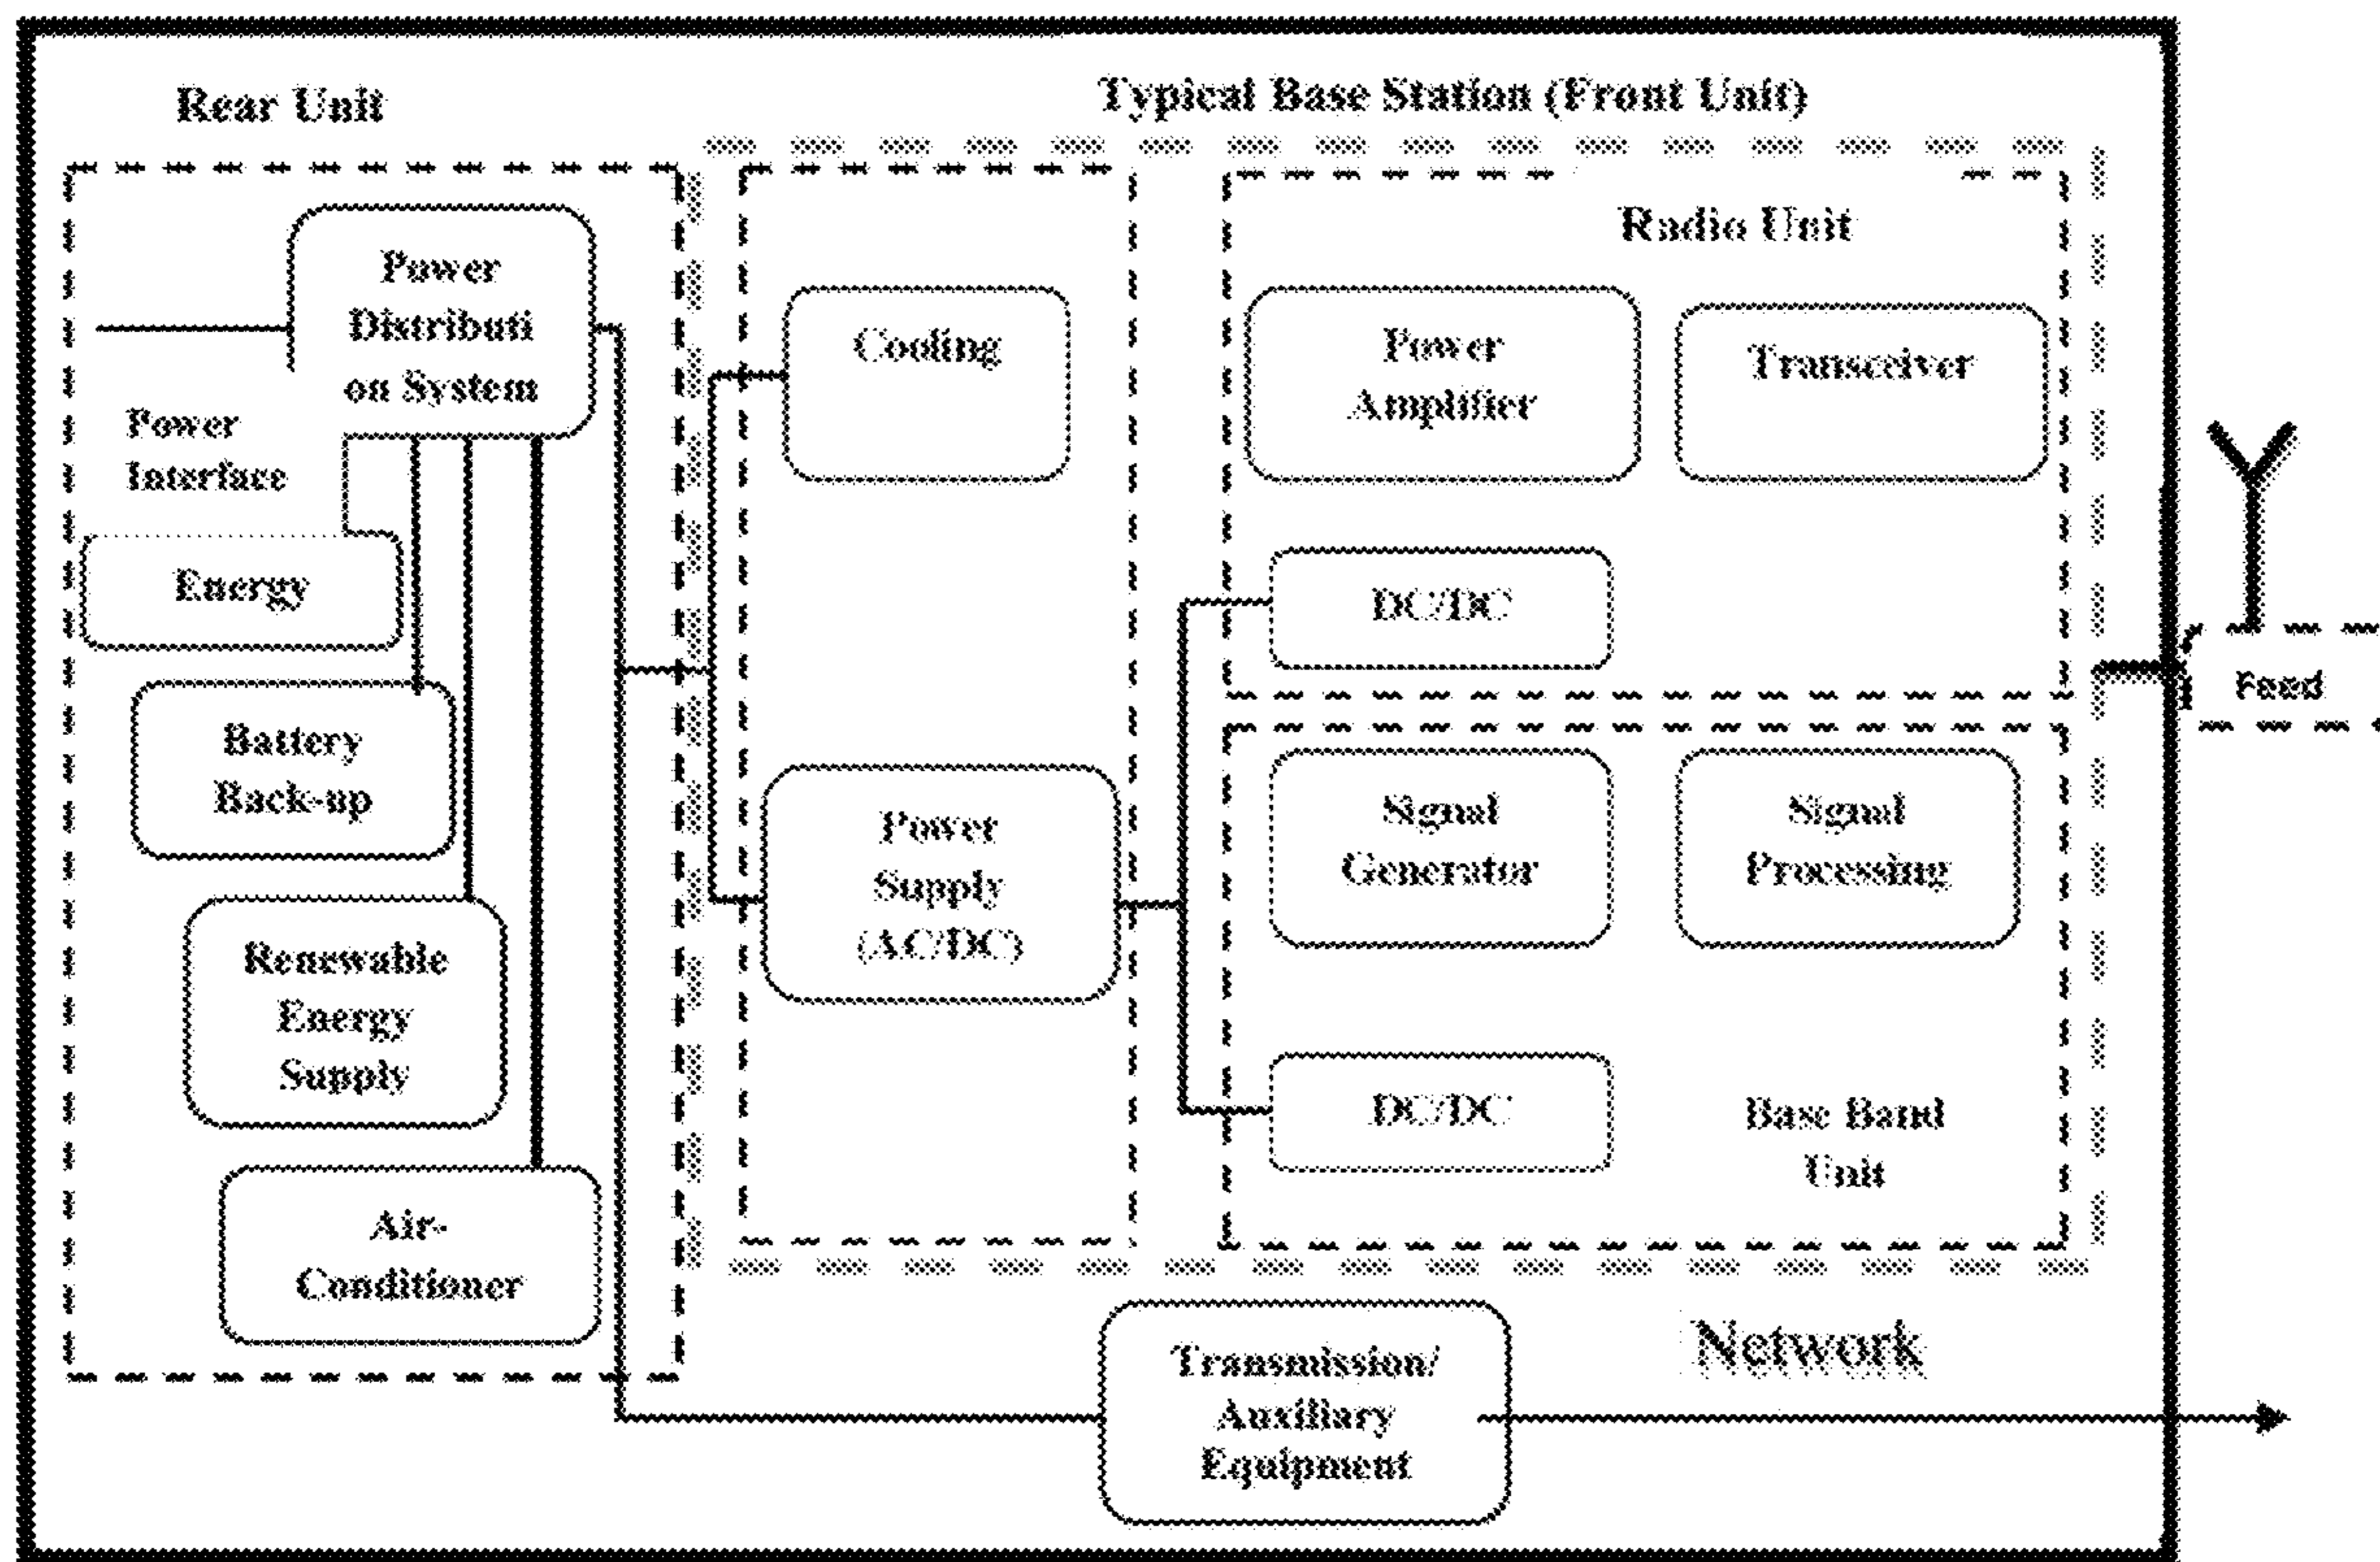 Rear Unit
Typical Base Station (Front Unit)
Power
Distributi
on System
Power
Interface
Energy
Battery
Back-up
Renewable
Energy
Supply
Air-
Conditioner
Cooling
Power
Supply
(AC/DC)
Radio Unit
Power
Amplifier
Transceiver
DC/DC
Signal
Generator
Signal
Processing
DC/DC
Base Band
Unit
Feed
Transmission/
Auxiliary
Equipment
Network